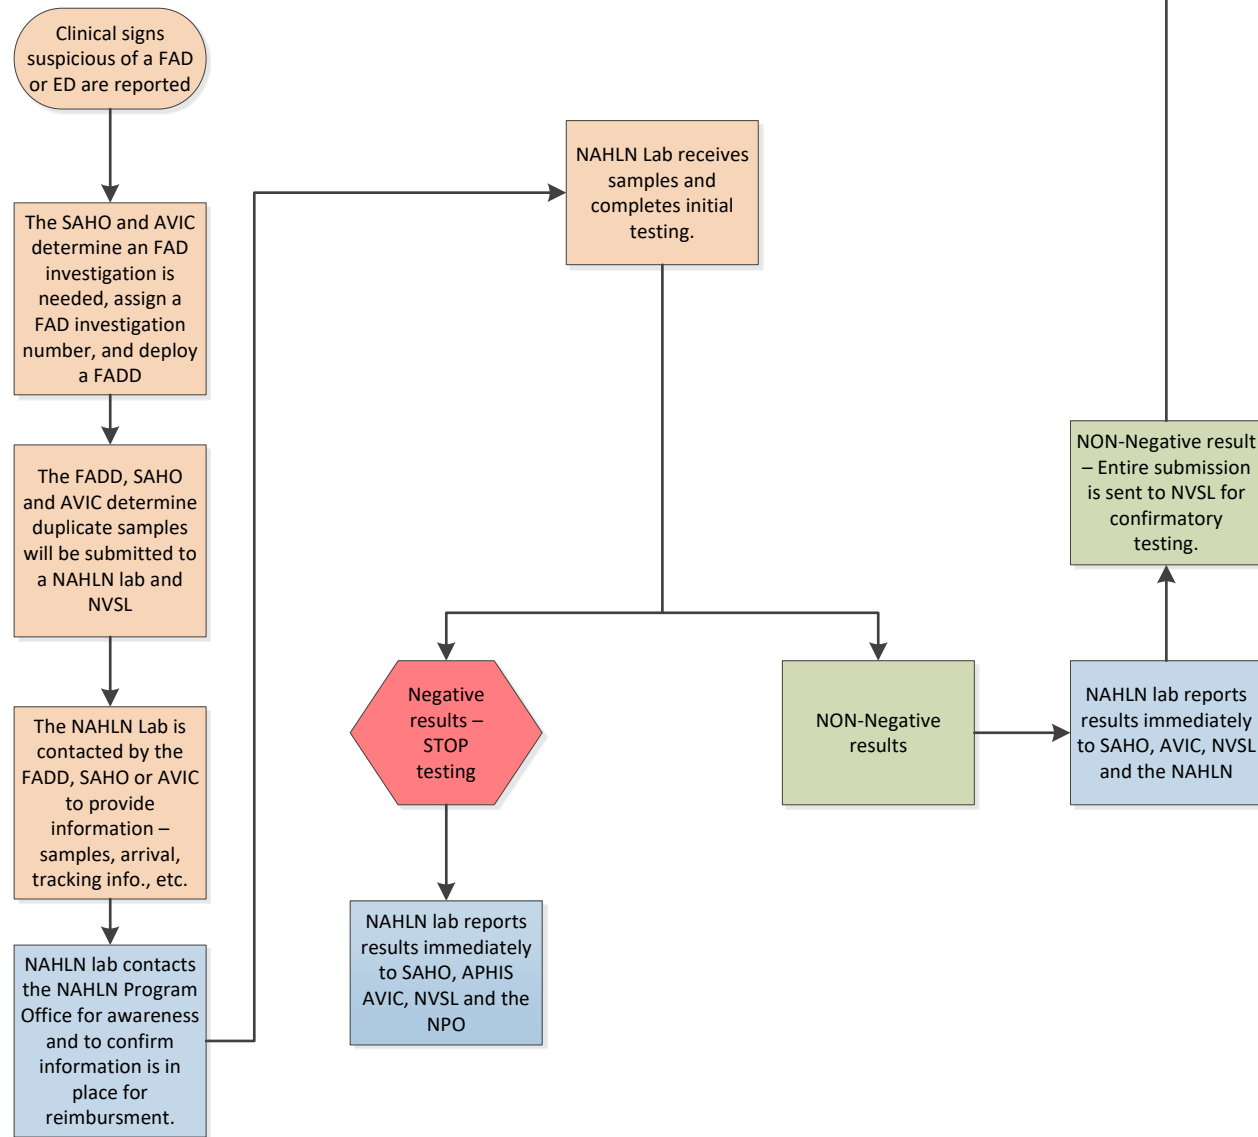 Clinical signs
suspicious of a FAD
or ED are reported
The SAHO and AVIC
determine an FAD
investigation is
needed, assign a
FAD investigation
number, and deploy
a FADD
The FADD, SAHO
and AVIC determine
duplicate samples
will be submitted to
a NAHLN lab and
NVSL
The NAHLN Lab is
contacted by the
FADD, SAHO or AVIC
to provide
information –
samples, arrival,
tracking info., etc.
NAHLN lab contacts
the NAHLN Program
Office for awareness
and to confirm
information is in
place for
reimbursment.
NAHLN Lab receives
samples and
completes initial
testing.
Negative
results –
STOP
testing
NAHLN lab reports
results immediately
to SAHO, APHIS
AVIC, NVSL and the
NPO
NON-Negative
results
NAHLN lab reports
results immediately
to SAHO, AVIC, NVSL
and the NAHLN
NON-Negative result
– Entire submission
is sent to NVSL for
confirmatory
testing.